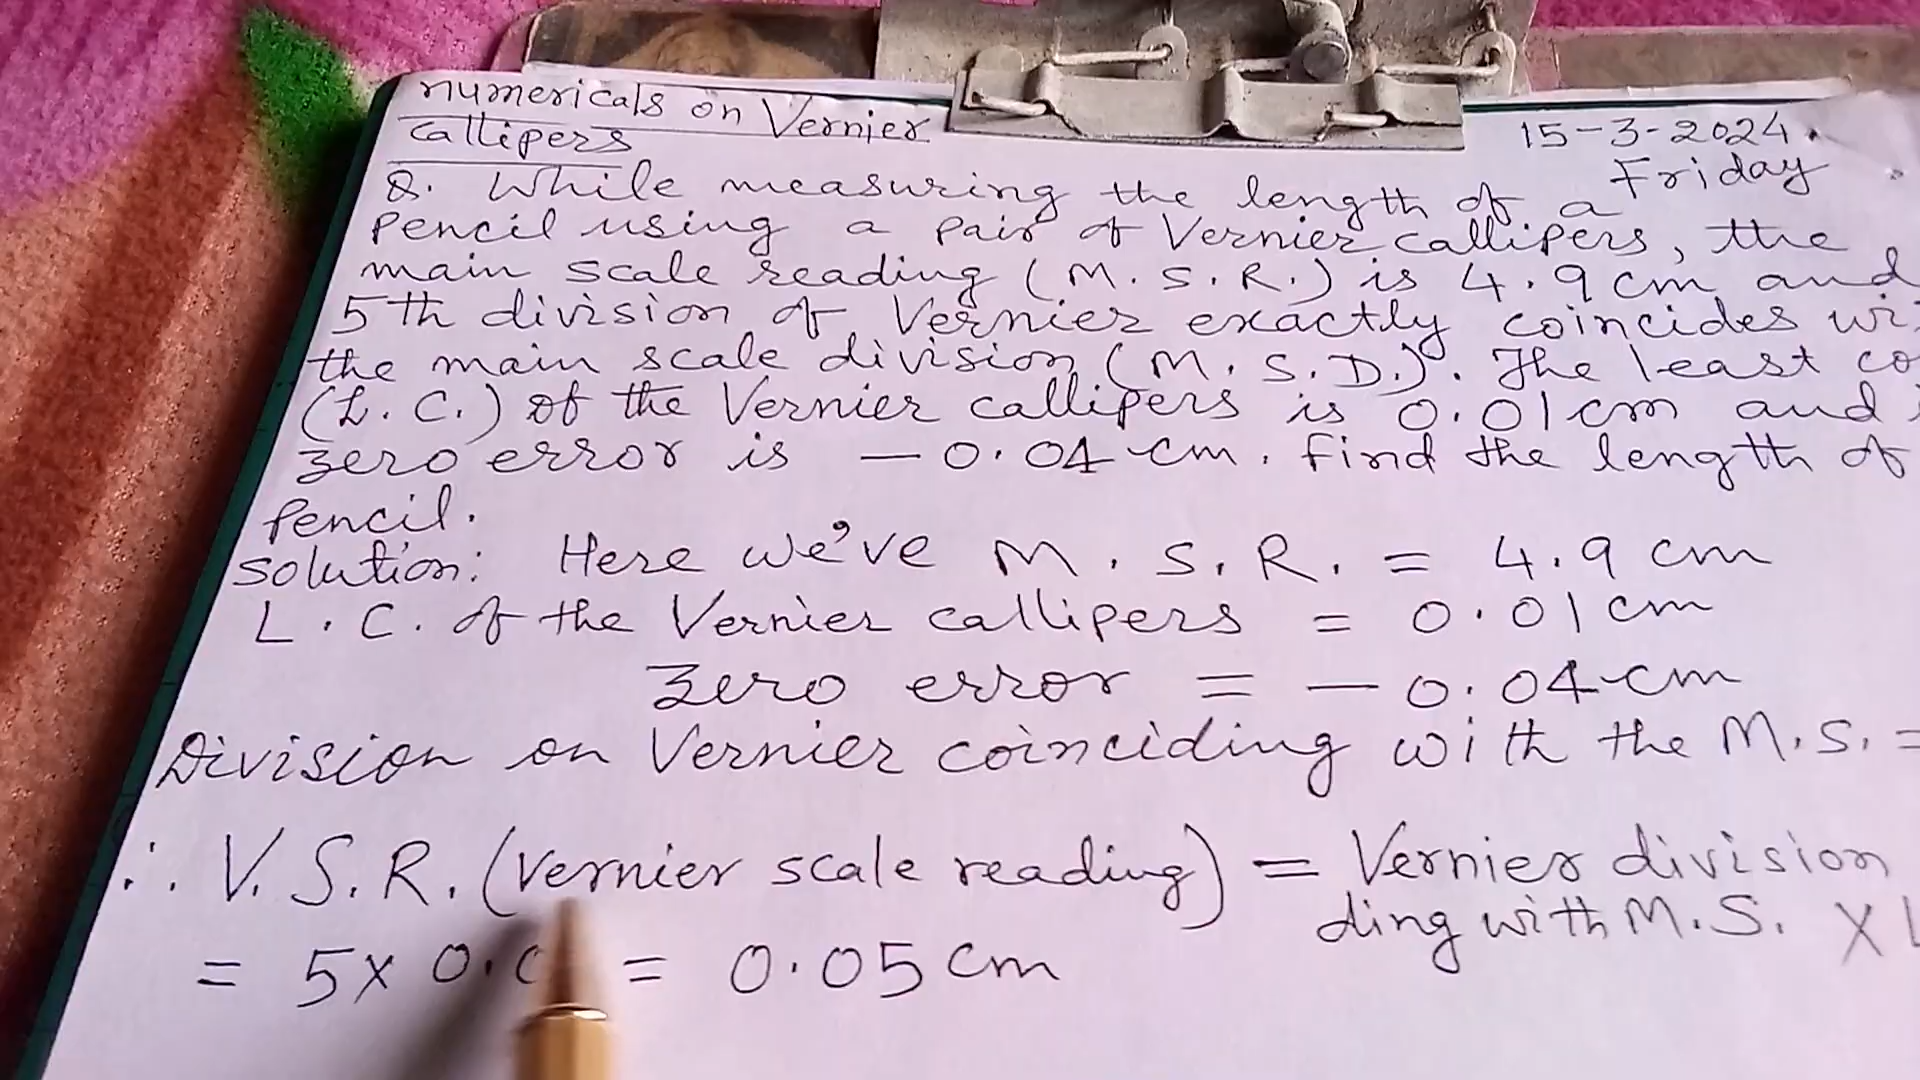 numericals on Vernier
callipers
15-3-2024.
Friday
Q. While measuring the length of a
pencil using a pair of Vernier callipers, the
main scale reading (M.S.R.) is 4.9 cm and
5th division of Vernier exactly coincides
the main scale division (M.S.D.). The least
(L.C.) of the Vernier callipers is 0.01 cm and
zero error is -0.04 cm. Find the length of
pencil.
solution: Here we've M.S.R. = 4.9 cm
L.C. of the Vernier callipers = 0.01 cm
Zero error = -0.04 cm
Division on Vernier coinciding with the M.S. =
∴ V.S.R. (Vernier scale reading) = Vernier division
ding with M.S. X
= 5x 0.0 = 0.05 cm